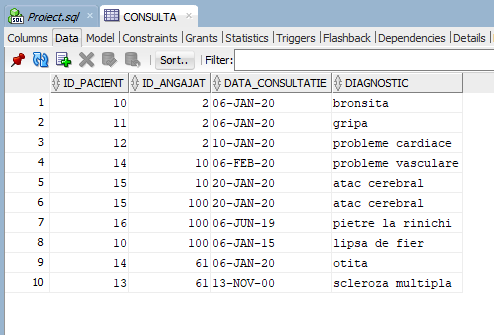 Proiect.sql CONSULTA
Columns Data Model Constraints Grants Statistics Triggers Flashback Dependencies Details
Sort.. Filter:
ID_PACIENT ID_ANGAJAT DATA_CONSULTATIE DIAGNOSTIC
1 10 2 06-JAN-20 bronsita
2 11 2 06-JAN-20 gripa
3 12 2 10-JAN-20 probleme cardiace
4 14 10 06-FEB-20 probleme vasculare
5 15 10 20-JAN-20 atac cerebral
6 15 100 20-JAN-20 atac cerebral
7 16 100 06-JUN-19 pietre la rinichi
8 10 100 06-JAN-15 lipsa de fier
9 14 61 06-JAN-20 otita
10 13 61 13-NOV-00 scleroza multipla